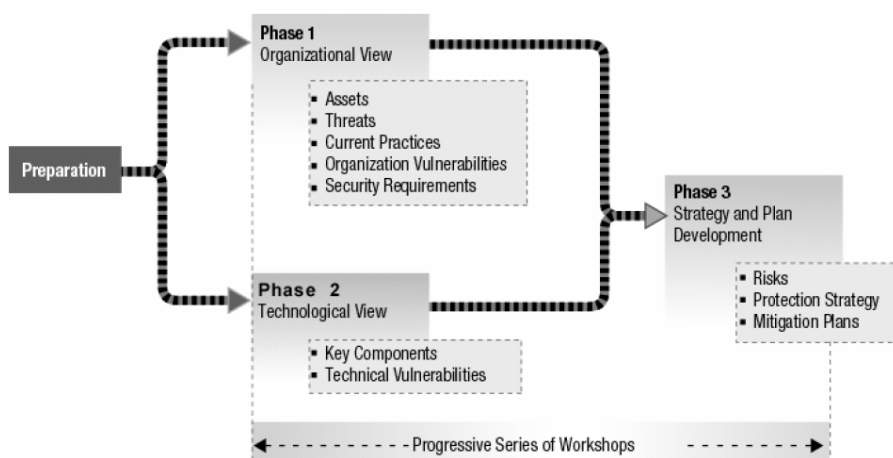 Preparation
Phase 1
Organizational View
▪ Assets
▪ Threats
▪ Current Practices
▪ Organization Vulnerabilities
▪ Security Requirements
Phase 2
Technological View
▪ Key Components
▪ Technical Vulnerabilities
Phase 3
Strategy and Plan
Development
▪ Risks
▪ Protection Strategy
▪ Mitigation Plans
Progressive Series of Workshops